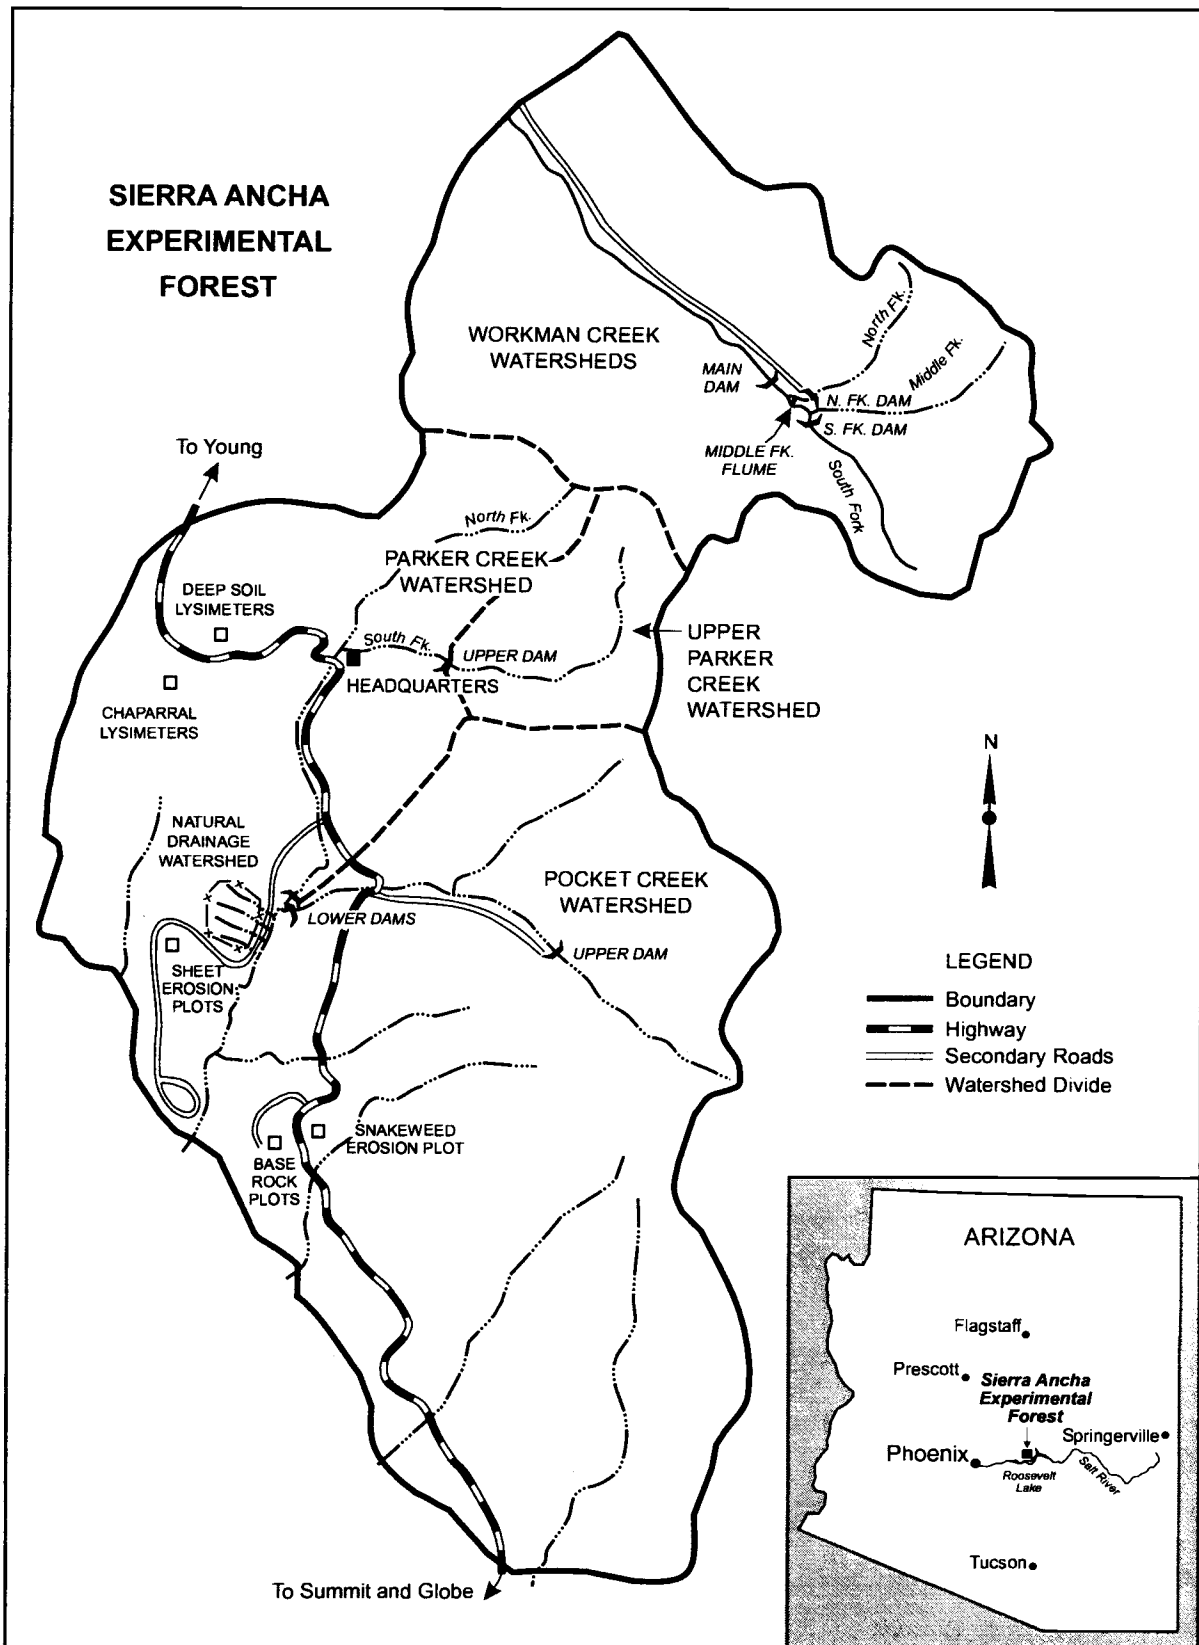 SIERRA ANCHA
EXPERIMENTAL
FOREST
WORKMAN CREEK
WATERSHEDS
North Fk.
Middle Fk.
MAIN
DAM
N. FK. DAM
S. FK. DAM
MIDDLE FK.
FLUME
South Fork
To Young
North Fk.
PARKER CREEK
WATERSHED
DEEP SOIL
LYSIMETERS
South Fk.
UPPER DAM
HEADQUARTERS
UPPER
PARKER
CREEK
WATERSHED
CHAPARRAL
LYSIMETERS
N
NATURAL
DRAINAGE
WATERSHED
POCKET CREEK
WATERSHED
LOWER DAMS
UPPER DAM
SHEET
EROSION
PLOTS
LEGEND
Boundary
Highway
Secondary Roads
Watershed Divide
SNAKEWEED
EROSION PLOT
BASE
ROCK
PLOTS
To Summit and Globe
ARIZONA
Flagstaff
Prescott
Sierra Ancha
Experimental
Forest
Springerville
Phoenix
Roosevelt
Lake
Salt River
Tucson